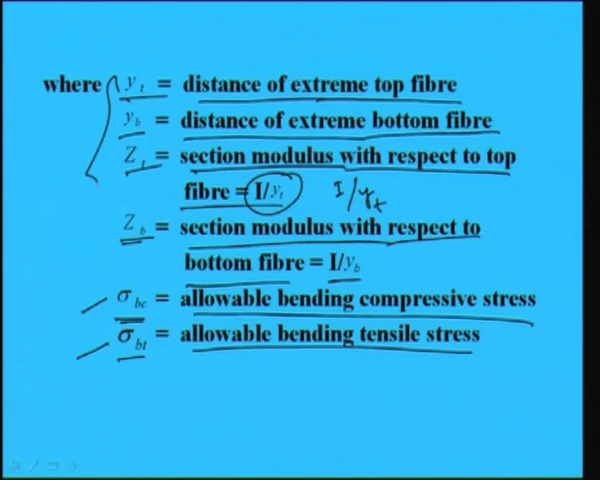 where y_t = distance of extreme top fibre
y_b = distance of extreme bottom fibre
Z_t = section modulus with respect to top
fibre = I/y_t I/y_t
Z_b = section modulus with respect to
bottom fibre = I/y_b
σ_bc = allowable bending compressive stress
σ_bt = allowable bending tensile stress